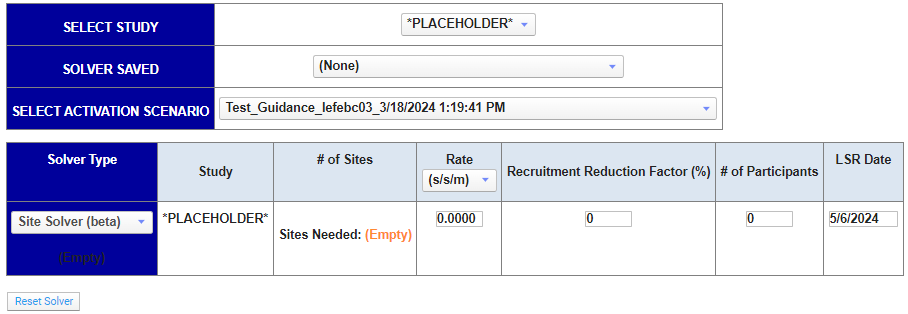 SELECT STUDY
*PLACEHOLDER*
SOLVER SAVED
(None)
SELECT ACTIVATION SCENARIO
Test_Guidance_lefebc03_3/18/2024 1:19:41 PM
Solver Type
Study
# of Sites
Rate
(s/s/m)
Recruitment Reduction Factor (%)
# of Participants
LSR Date
Site Solver (beta)
(Empty)
*PLACEHOLDER*
Sites Needed: (Empty)
0.0000
0
0
5/6/2024
Reset Solver